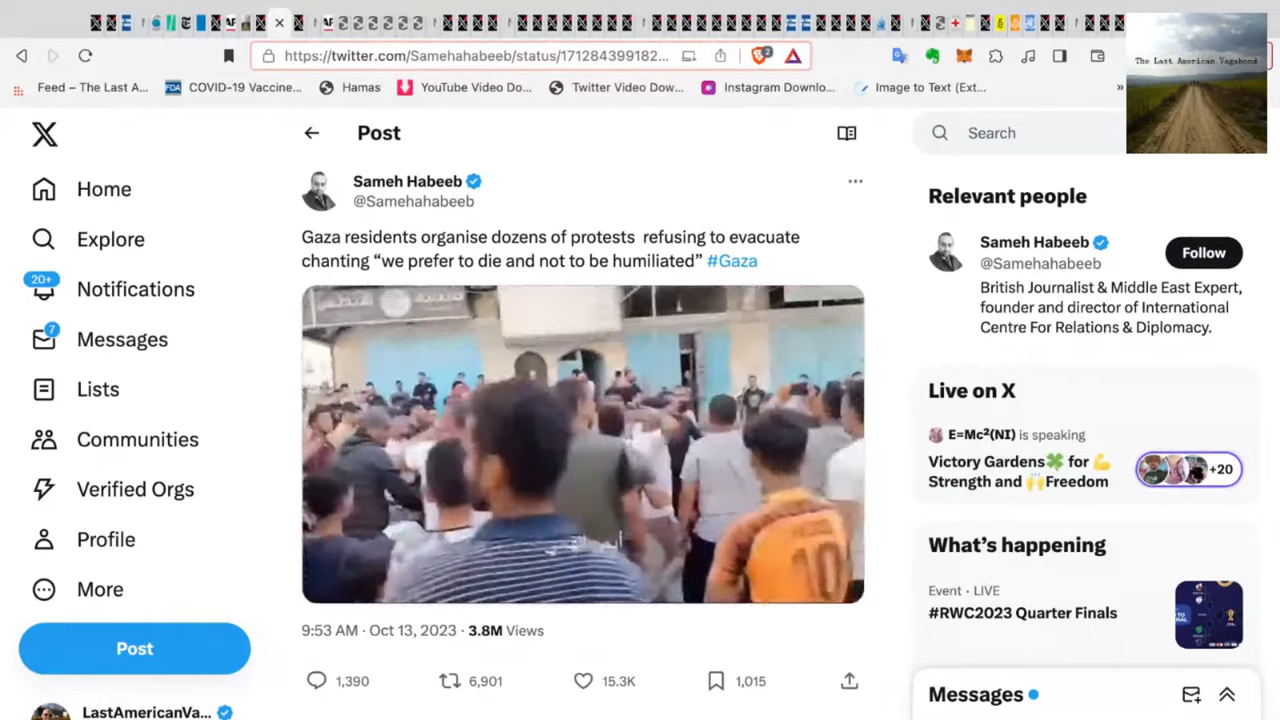 https://twitter.com/Samehahabeeb/status/171284399182...
2
Feed – The Last A...
FDA
COVID-19 Vaccine...
Hamas
YouTube Video Do...
Twitter Video Dow...
Instagram Downlo...
Image to Text (Ext...
»
The Last American Vagabond
Post
Search
Home
Explore
20+
Notifications
7
Messages
Lists
Communities
Verified Orgs
Profile
More
Post
LastAmericanVa...
Sameh Habeeb
@Samehahabeeb
Gaza residents organise dozens of protests refusing to evacuate
chanting “we prefer to die and not to be humiliated” #Gaza
10
9:53 AM · Oct 13, 2023 · 3.8M Views
1,390
6,901
15.3K
1,015
Relevant people
Sameh Habeeb
@Samehahabeeb
Follow
British Journalist & Middle East Expert,
founder and director of International
Centre For Relations & Diplomacy.
Live on X
E=Mc²(NI) is speaking
Victory Gardens🍀 for 💪
Strength and 🙌Freedom
+20
What’s happening
Event · LIVE
#RWC2023 Quarter Finals
Messages